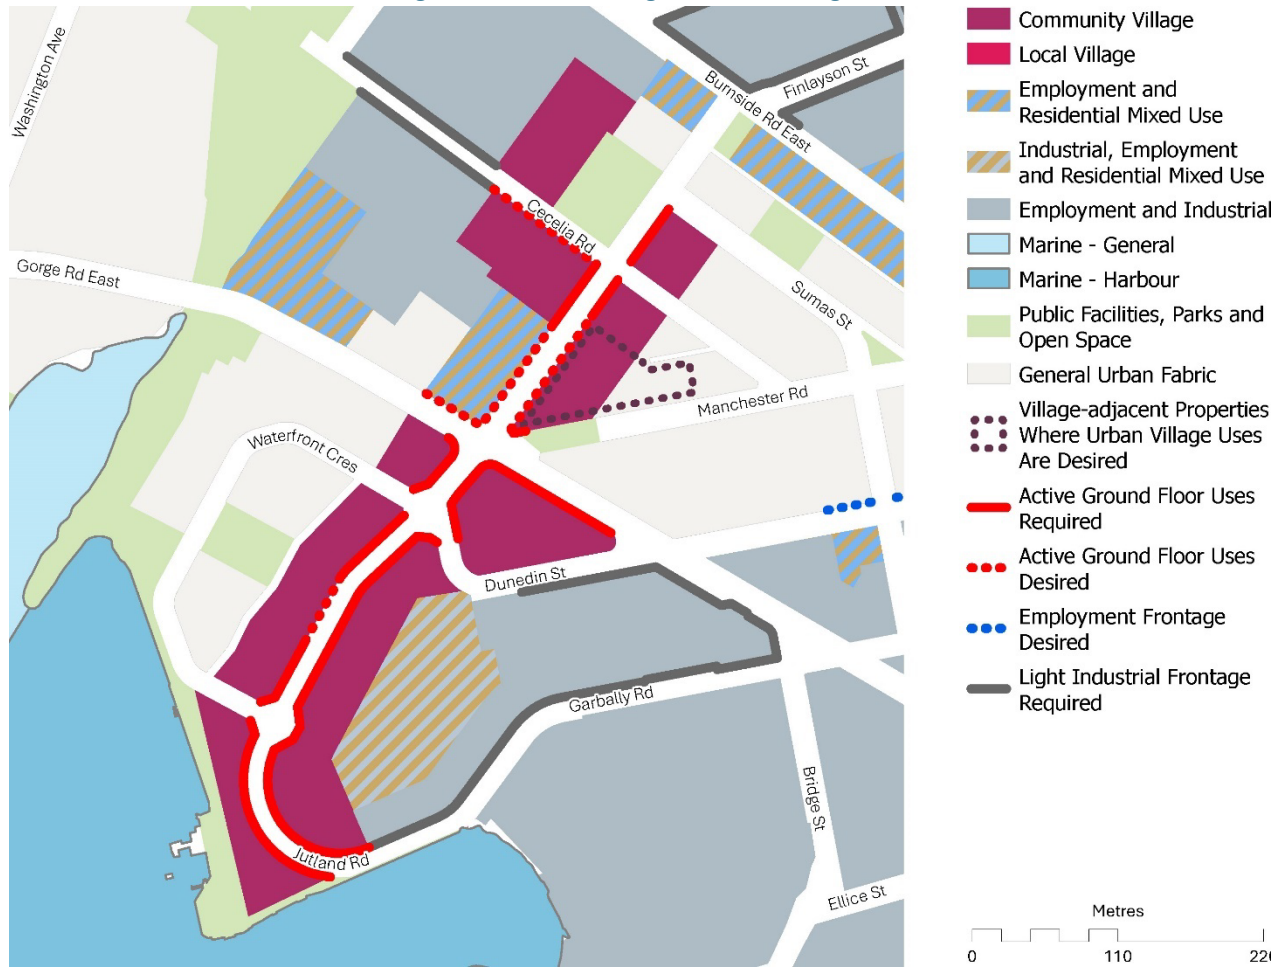 Washington Ave
Burnside Rd East
Finlayson St
Cecelia Rd
Gorge Rd East
Sumas St
Manchester Rd
Waterfront Cres
Dunedin St
Garbally Rd
Bridge St
Jutland Rd
Ellice St
Community Village
Local Village
Employment and
Residential Mixed Use
Industrial, Employment
and Residential Mixed Use
Employment and Industrial
Marine - General
Marine - Harbour
Public Facilities, Parks and
Open Space
General Urban Fabric
Village-adjacent Properties
Where Urban Village Uses
Are Desired
Active Ground Floor Uses
Required
Active Ground Floor Uses
Desired
Employment Frontage
Desired
Light Industrial Frontage
Required
Metres
0 110 220